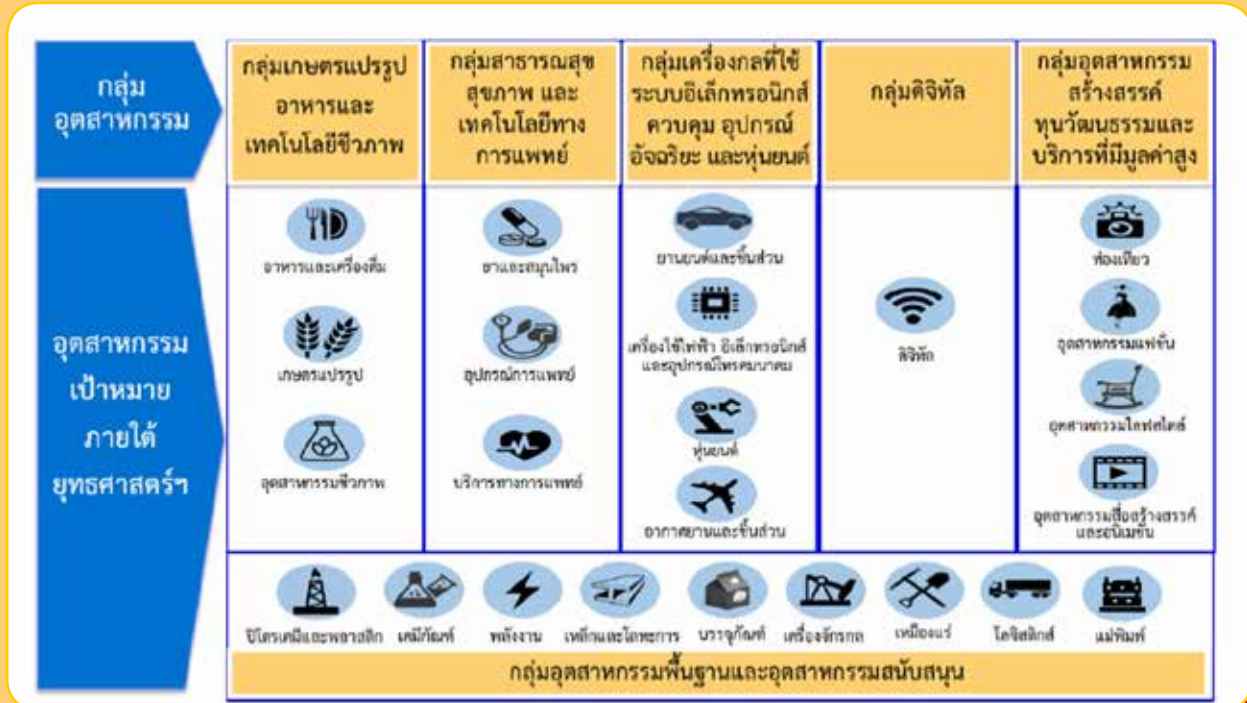 กลุ่ม
อุตสาหกรรม
กลุ่มเกษตรแปรรูป
อาหารและ
เทคโนโลยีชีวภาพ
กลุ่มสาธารณสุข
สุขภาพ และ
เทคโนโลยีทาง
การแพทย์
กลุ่มเครื่องกลที่ใช้
ระบบอิเล็กทรอนิกส์
ควบคุม อุปกรณ์
อัจฉริยะ และหุ่นยนต์
กลุ่มดิจิทัล
กลุ่มอุตสาหกรรม
สร้างสรรค์
ทุนวัฒนธรรมและ
บริการที่มีมูลค่าสูง
อุตสาหกรรม
เป้าหมาย
ภายใต้
ยุทธศาสตร์ฯ
อาหารและเครื่องดื่ม
เกษตรแปรรูป
อุตสาหกรรมชีวภาพ
ยาและสมุนไพร
อุปกรณ์การแพทย์
บริการทางการแพทย์
ยานยนต์และชิ้นส่วน
เครื่องใช้ไฟฟ้า อิเล็กทรอนิกส์
และอุปกรณ์โทรคมนาคม
หุ่นยนต์
อากาศยานและชิ้นส่วน
ดิจิทัล
ท่องเที่ยว
อุตสาหกรรมแฟชั่น
อุตสาหกรรมไลฟสไตล์
อุตสาหกรรมสื่อสร้างสรรค์
และอนิเมชั่น
ปิโตรเคมีและพลาสติก
เคมีภัณฑ์
พลังงาน
เหล็กและโลหะการ
บรรจุภัณฑ์
เครื่องจักรกล
เหมืองแร่
โลจิสติกส์
แม่พิมพ์
กลุ่มอุตสาหกรรมพื้นฐานและอุตสาหกรรมสนับสนุน